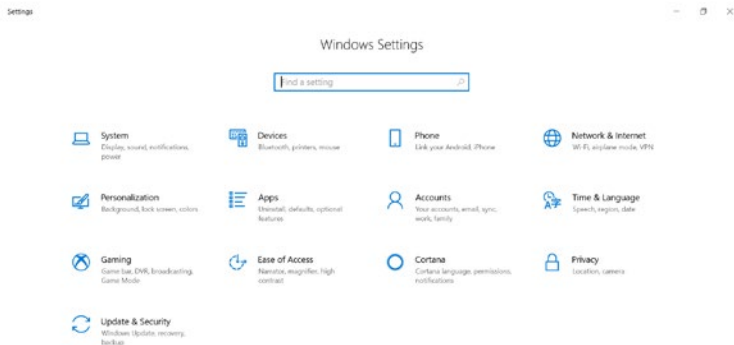 Settings
Windows Settings
Find a setting
System
Display, sound, notifications,
power
Devices
Bluetooth, printers, mouse
Phone
Link your Android, iPhone
Network & Internet
Wi-Fi, airplane mode, VPN
Personalization
Background, lock screen, colors
Apps
Uninstall, defaults, optional
features
Accounts
Your accounts, email, sync,
work, family
Time & Language
Speech, region, date
Gaming
Game bar, DVR, broadcasting,
Game Mode
Ease of Access
Narrator, magnifier, high
contrast
Cortana
Cortana language, permissions,
notifications
Privacy
Location, camera
Update & Security
Windows Update, recovery,
backup